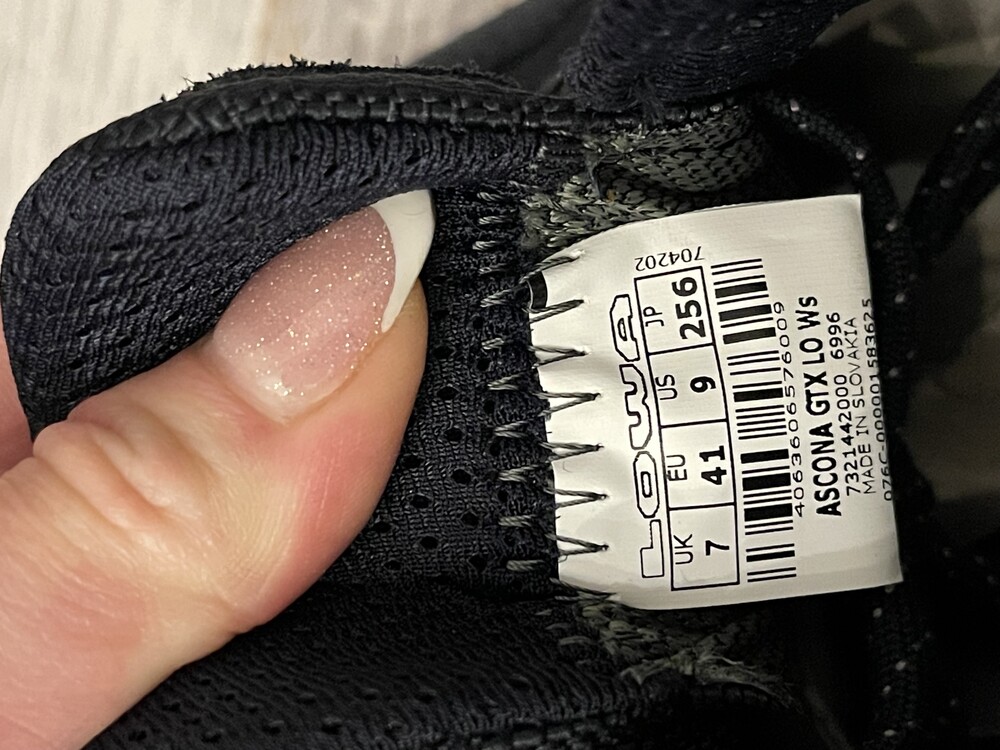 LOWA
UK EU US JP
7 41 9 256
704202
4063606576009
ASCONA GTX LO Ws
7321442000 6996
MADE IN SLOVAKIA